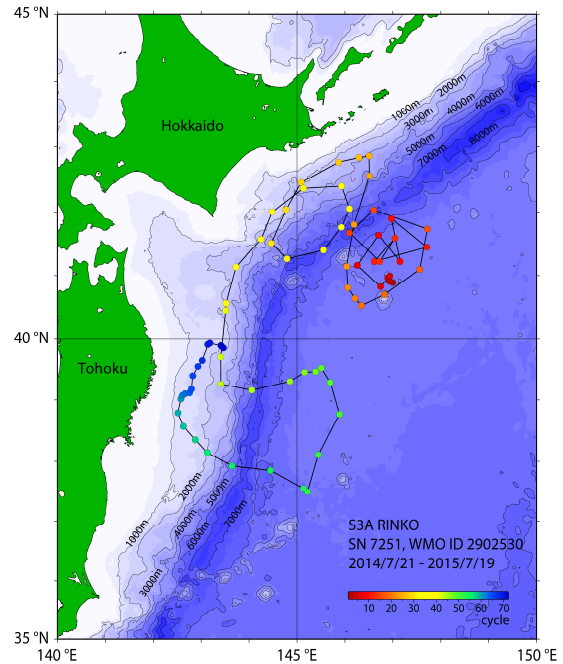 45°N
1000m
2000m
3000m
4000m
6000m
5000m
8000m
7000m
Hokkaido
40°N
Tohoku
2000m
5000m
1000m
4000m
7000m
6000m
3000m
S3A RINKO
SN 7251, WMO ID 2902530
2014/7/21 - 2015/7/19
10 20 30 40 50 60 70
cycle
35°N
140°E 145°E 150°E